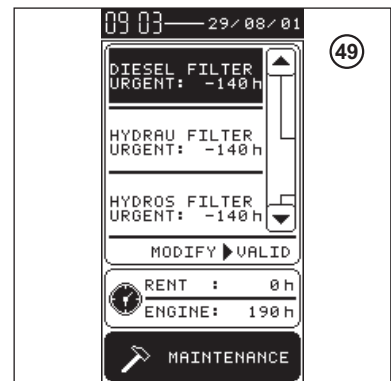 09 03 29/08/01
49
DIESEL FILTER
URGENT: -140h
HYDRAU FILTER
URGENT: -140h
HYDROS FILTER
URGENT: -140h
MODIFY▶VALID
RENT : 0h
ENGINE: 190h
MAINTENANCE